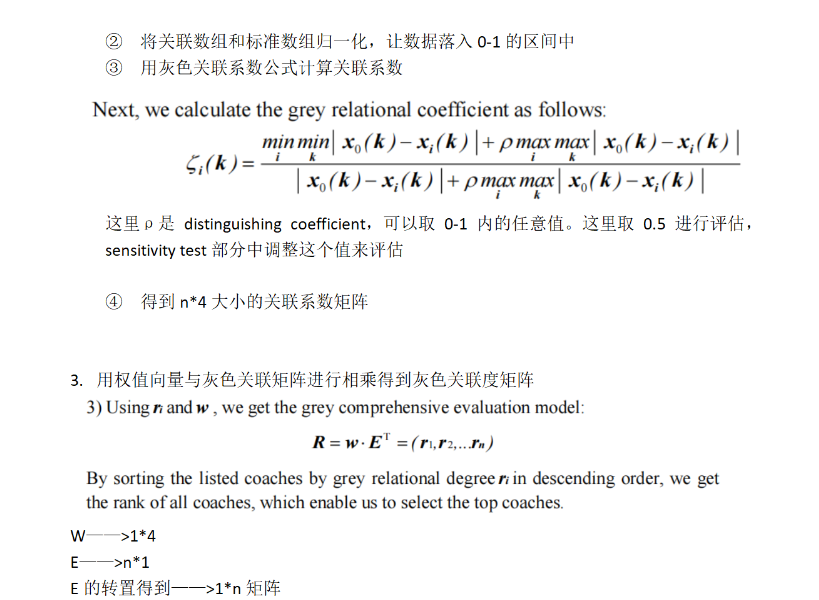 ② 将关联数组和标准数组归一化，让数据落入 0-1 的区间中
③ 用灰色关联系数公式计算关联系数
Next, we calculate the grey relational coefficient as follows:
ζᵢ(k) = (min_i min_k | x₀(k) − xᵢ(k) | + ρ max_i max_k | x₀(k) − xᵢ(k) |) / (| x₀(k) − xᵢ(k) | + ρ max_i max_k | x₀(k) − xᵢ(k) |)
这里 ρ 是 distinguishing coefficient，可以取 0-1 内的任意值。这里取 0.5 进行评估，
sensitivity test 部分中调整这个值来评估
④ 得到 n*4 大小的关联系数矩阵
3. 用权值向量与灰色关联矩阵进行相乘得到灰色关联度矩阵
3) Using rᵢ and w , we get the grey comprehensive evaluation model:
R = w · Eᵀ = (r₁,r₂,...rₙ)
By sorting the listed coaches by grey relational degree rᵢ in descending order, we get
the rank of all coaches, which enable us to select the top coaches.
W——>1*4
E——>n*1
E 的转置得到——>1*n 矩阵